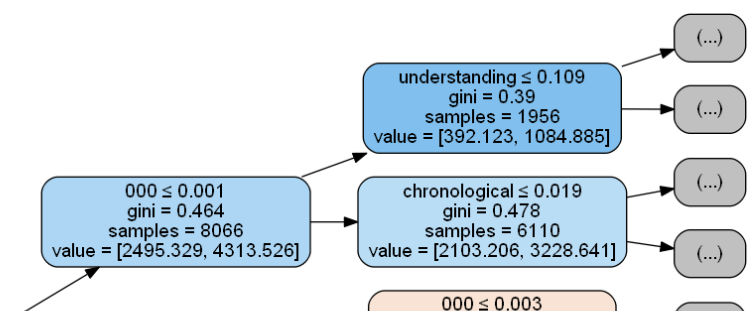 (...)
understanding ≤ 0.109
gini = 0.39
samples = 1956
value = [392.123, 1084.885]
(...)
000 ≤ 0.001
gini = 0.464
samples = 8066
value = [2495.329, 4313.526]
chronological ≤ 0.019
gini = 0.478
samples = 6110
value = [2103.206, 3228.641]
(...)
(...)
000 ≤ 0.003